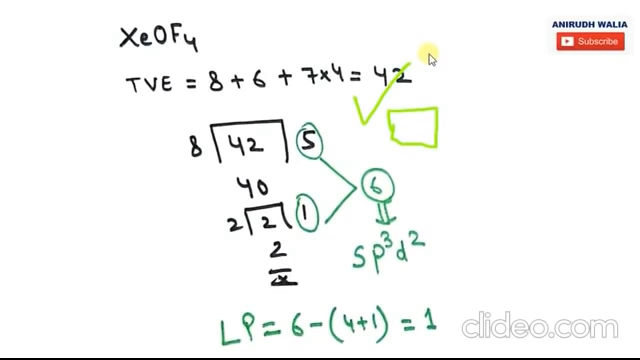 ANIRUDH WALIA
Subscribe
XeOF4
TVE = 8 + 6 + 7x4 = 42
8 42 5
40
6
2 2 1
2
x
sp³d²
LP = 6 - (4+1) = 1
clideo.com